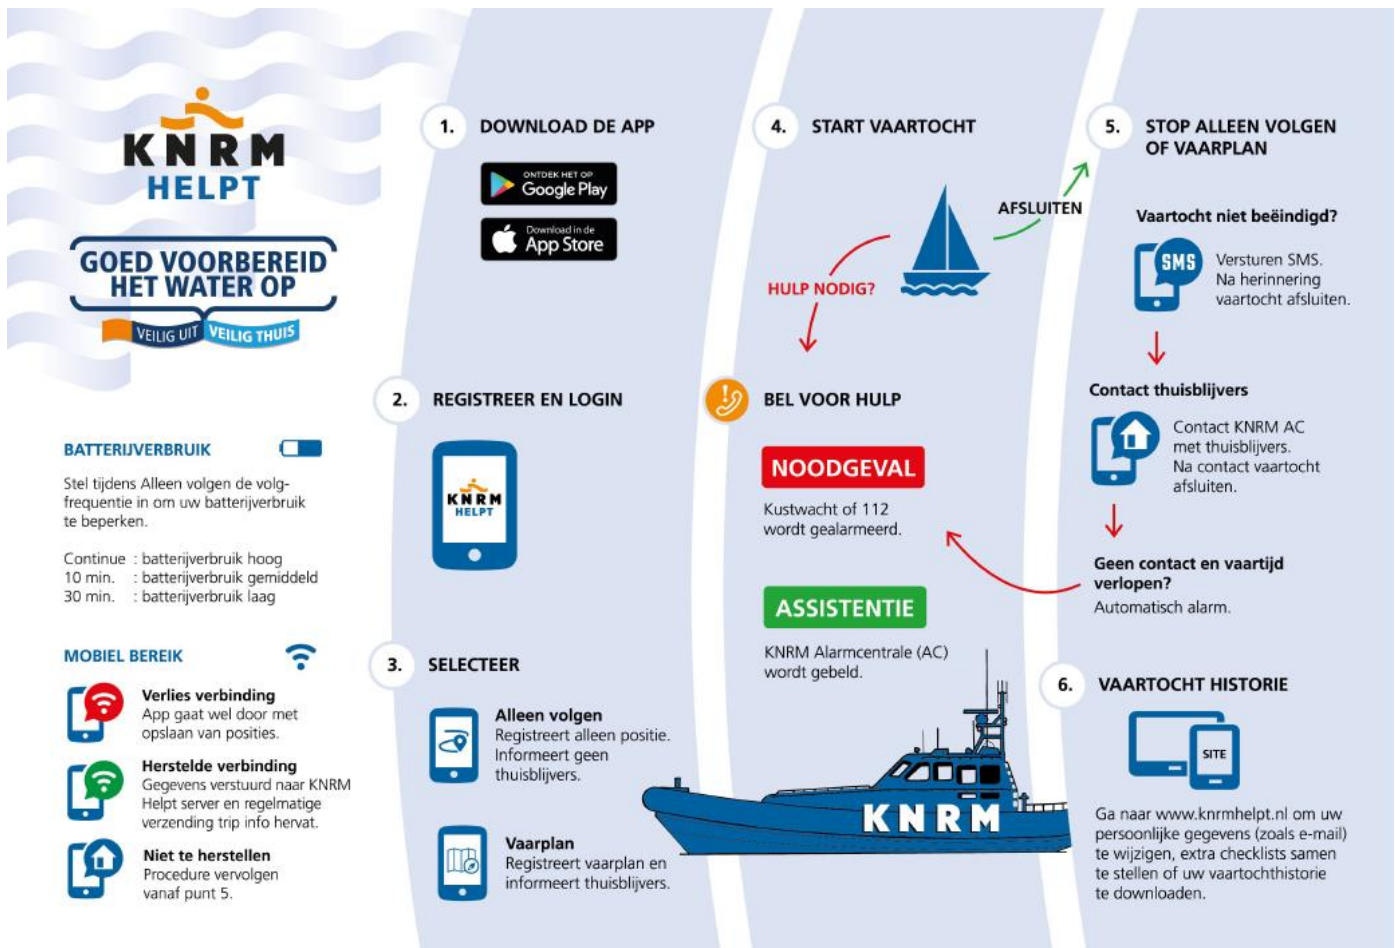 KNRM
HELPT
GOED VOORBEREID
HET WATER OP
VEILIG UIT VEILIG THUIS
BATTERIJVERBRUIK
Stel tijdens Alleen volgen de volg-
frequentie in om uw batterijverbruik
te beperken.
Continue : batterijverbruik hoog
10 min. : batterijverbruik gemiddeld
30 min. : batterijverbruik laag
MOBIEL BEREIK
Verlies verbinding
App gaat wel door met
opslaan van posities.
Herstelde verbinding
Gegevens verstuurd naar KNRM
Helpt server en regelmatige
verzending trip info hervat.
Niet te herstellen
Procedure vervolgen
vanaf punt 5.
1. DOWNLOAD DE APP
ONTDEK HET OP
Google Play
Download in de
App Store
2. REGISTREER EN LOGIN
KNRM
HELPT
3. SELECTEER
Alleen volgen
Registreert alleen positie.
Informeert geen
thuisblijvers.
Vaarplan
Registreert vaarplan en
informeert thuisblijvers.
4. START VAARTOCHT
AFSLUITEN
HULP NODIG?
BEL VOOR HULP
NOODGEVAL
Kustwacht of 112
wordt gealarmeerd.
ASSISTENTIE
KNRM Alarmcentrale (AC)
wordt gebeld.
KNRM
5. STOP ALLEEN VOLGEN
OF VAARPLAN
Vaartocht niet beëindigd?
SMS
Versturen SMS.
Na herinnering
vaartocht afsluiten.
Contact thuisblijvers
Contact KNRM AC
met thuisblijvers.
Na contact vaartocht
afsluiten.
Geen contact en vaartijd
verlopen?
Automatisch alarm.
6. VAARTOCHT HISTORIE
SITE
Ga naar www.knrmhelpt.nl om uw
persoonlijke gegevens (zoals e-mail)
te wijzigen, extra checklists samen
te stellen of uw vaartochthistorie
te downloaden.